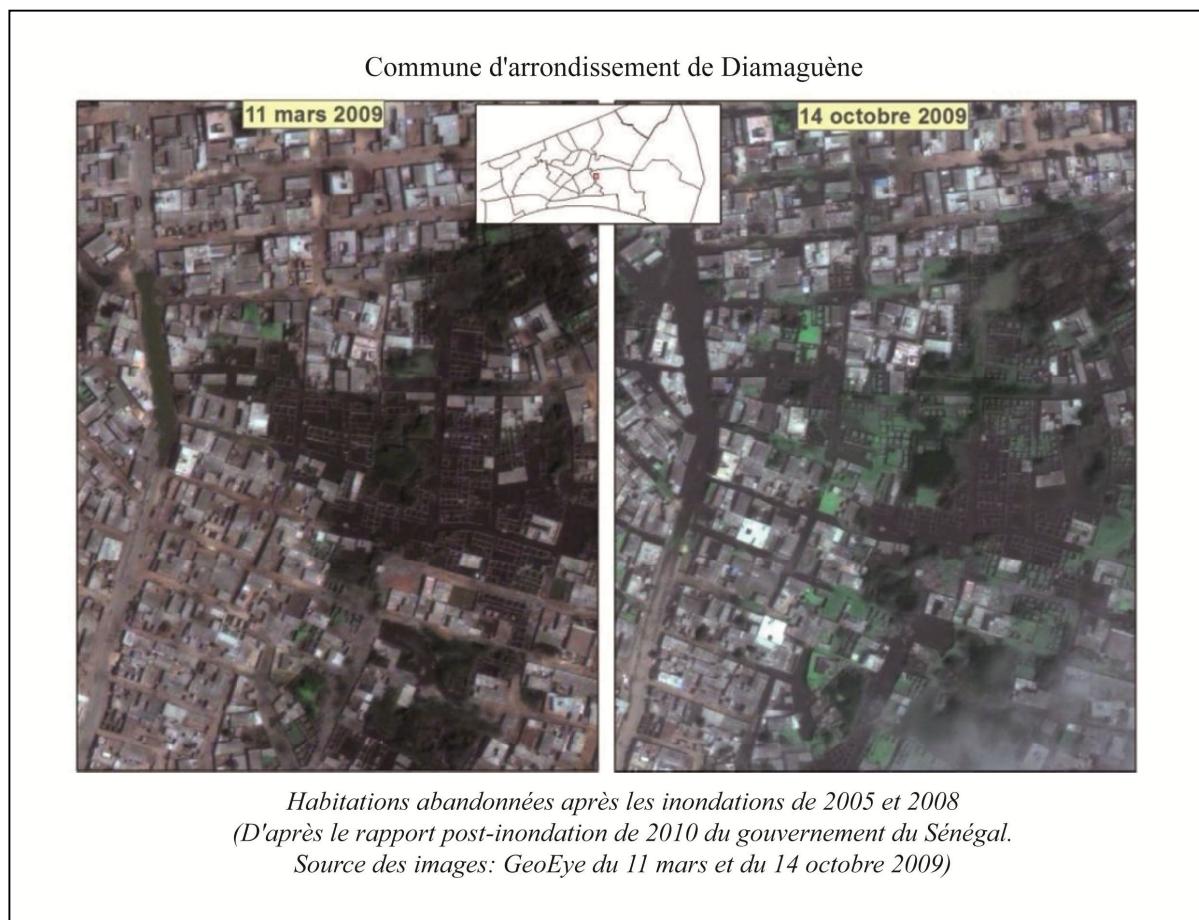 Commune d'arrondissement de Diamaguène
11 mars 2009
14 octobre 2009
Habitations abandonnées après les inondations de 2005 et 2008
(D'après le rapport post-inondation de 2010 du gouvernement du Sénégal.
Source des images: GeoEye du 11 mars et du 14 octobre 2009)